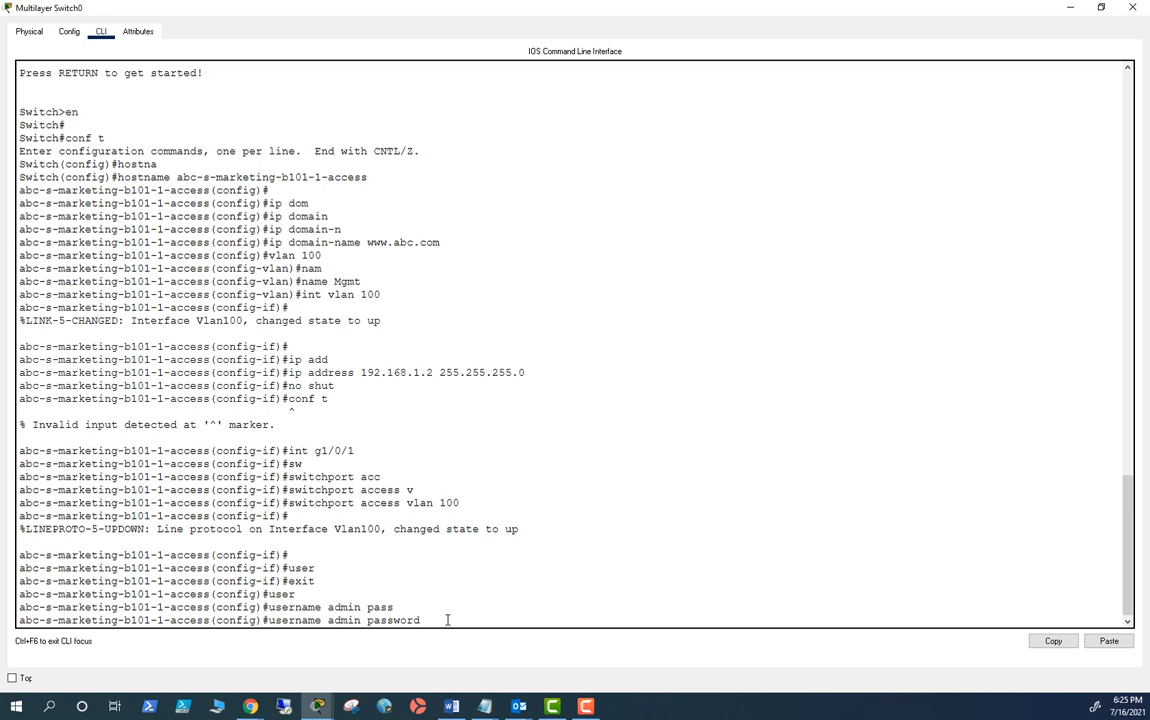 Multilayer Switch0
Physical Config CLI Attributes
IOS Command Line Interface
Press RETURN to get started!
Switch>en
Switch#
Switch#conf t
Enter configuration commands, one per line.  End with CNTL/Z.
Switch(config)#hostna
Switch(config)#hostname abc-s-marketing-b101-1-access
abc-s-marketing-b101-1-access(config)#
abc-s-marketing-b101-1-access(config)#ip dom
abc-s-marketing-b101-1-access(config)#ip domain
abc-s-marketing-b101-1-access(config)#ip domain-n
abc-s-marketing-b101-1-access(config)#ip domain-name www.abc.com
abc-s-marketing-b101-1-access(config)#vlan 100
abc-s-marketing-b101-1-access(config-vlan)#nam
abc-s-marketing-b101-1-access(config-vlan)#name Mgmt
abc-s-marketing-b101-1-access(config-vlan)#int vlan 100
abc-s-marketing-b101-1-access(config-if)#
%LINK-5-CHANGED: Interface Vlan100, changed state to up
abc-s-marketing-b101-1-access(config-if)#
abc-s-marketing-b101-1-access(config-if)#ip add
abc-s-marketing-b101-1-access(config-if)#ip address 192.168.1.2 255.255.255.0
abc-s-marketing-b101-1-access(config-if)#no shut
abc-s-marketing-b101-1-access(config-if)#conf t
^
% Invalid input detected at '^' marker.
abc-s-marketing-b101-1-access(config-if)#int g1/0/1
abc-s-marketing-b101-1-access(config-if)#sw
abc-s-marketing-b101-1-access(config-if)#switchport acc
abc-s-marketing-b101-1-access(config-if)#switchport access v
abc-s-marketing-b101-1-access(config-if)#switchport access vlan 100
abc-s-marketing-b101-1-access(config-if)#
%LINEPROTO-5-UPDOWN: Line protocol on Interface Vlan100, changed state to up
abc-s-marketing-b101-1-access(config-if)#
abc-s-marketing-b101-1-access(config-if)#user
abc-s-marketing-b101-1-access(config-if)#exit
abc-s-marketing-b101-1-access(config)#user
abc-s-marketing-b101-1-access(config)#username admin pass
abc-s-marketing-b101-1-access(config)#username admin password
Ctrl+F6 to exit CLI focus
Copy Paste
Top
6:25 PM
7/16/2021